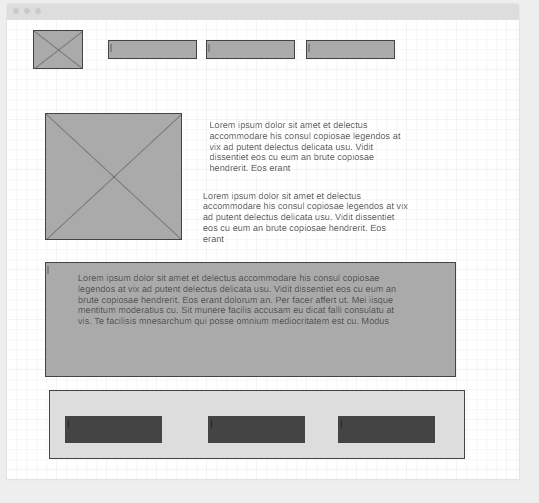 Lorem ipsum dolor sit amet et delectus
accommodare his consul copiosae legendos at
vix ad putent delectus delicata usu. Vidit
dissentiet eos cu eum an brute copiosae
hendrerit. Eos erant
Lorem ipsum dolor sit amet et delectus
accommodare his consul copiosae legendos at vix
ad putent delectus delicata usu. Vidit dissentiet
eos cu eum an brute copiosae hendrerit. Eos
erant
Lorem ipsum dolor sit amet et delectus accommodare his consul copiosae
legendos at vix ad putent delectus delicata usu. Vidit dissentiet eos cu eum an
brute copiosae hendrerit. Eos erant dolorum an. Per facer affert ut. Mei iisque
mentitum moderatius cu. Sit munere facilis accusam eu dicat falli consulatu at
vis. Te facilisis mnesarchum qui posse omnium mediocritatem est cu. Modus